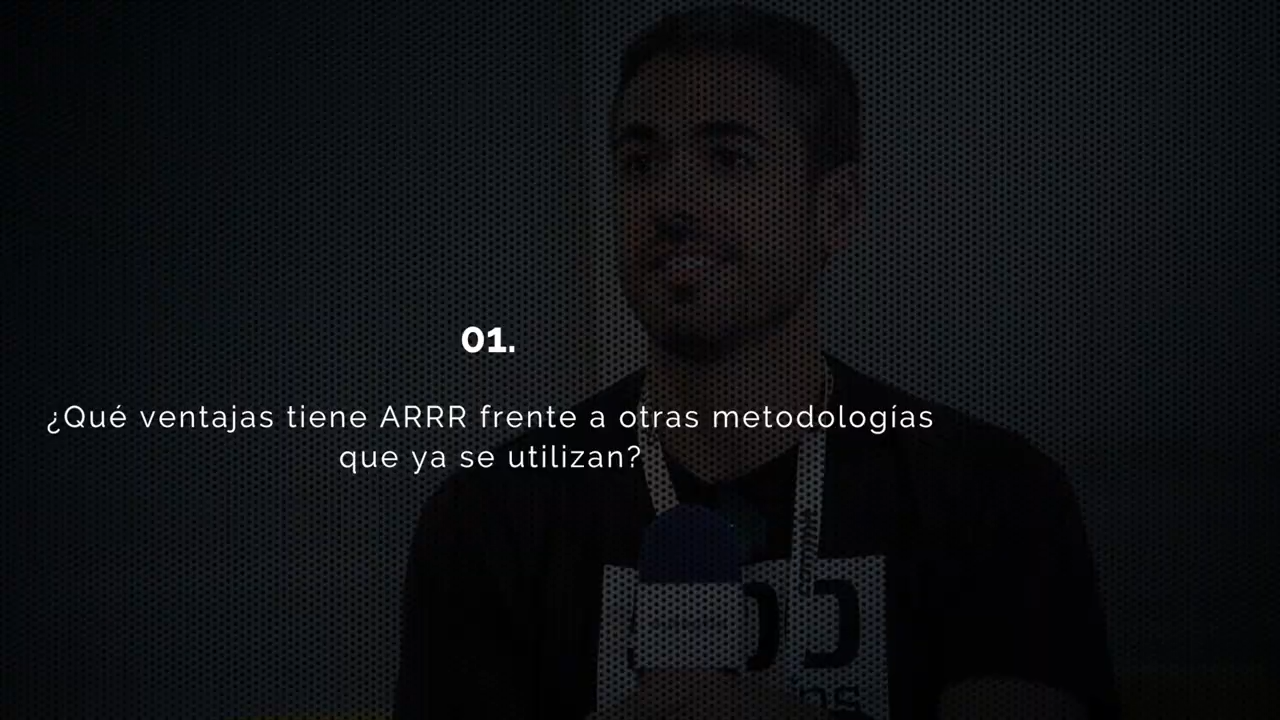 01.
¿Qué ventajas tiene ARRR frente a otras metodologías
que ya se utilizan?